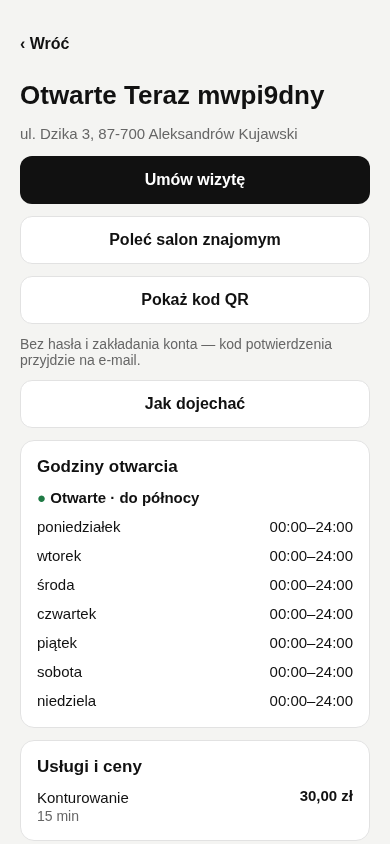 ‹ Wróć
Otwarte Teraz mwpi9dny
ul. Dzika 3, 87-700 Aleksandrów Kujawski
Umów wizytę
Poleć salon znajomym
Pokaż kod QR
Bez hasła i zakładania konta — kod potwierdzenia
przyjdzie na e-mail.
Jak dojechać
Godziny otwarcia
● Otwarte · do północy
poniedziałek 00:00–24:00
wtorek 00:00–24:00
środa 00:00–24:00
czwartek 00:00–24:00
piątek 00:00–24:00
sobota 00:00–24:00
niedziela 00:00–24:00
Usługi i ceny
Konturowanie 30,00 zł
15 min